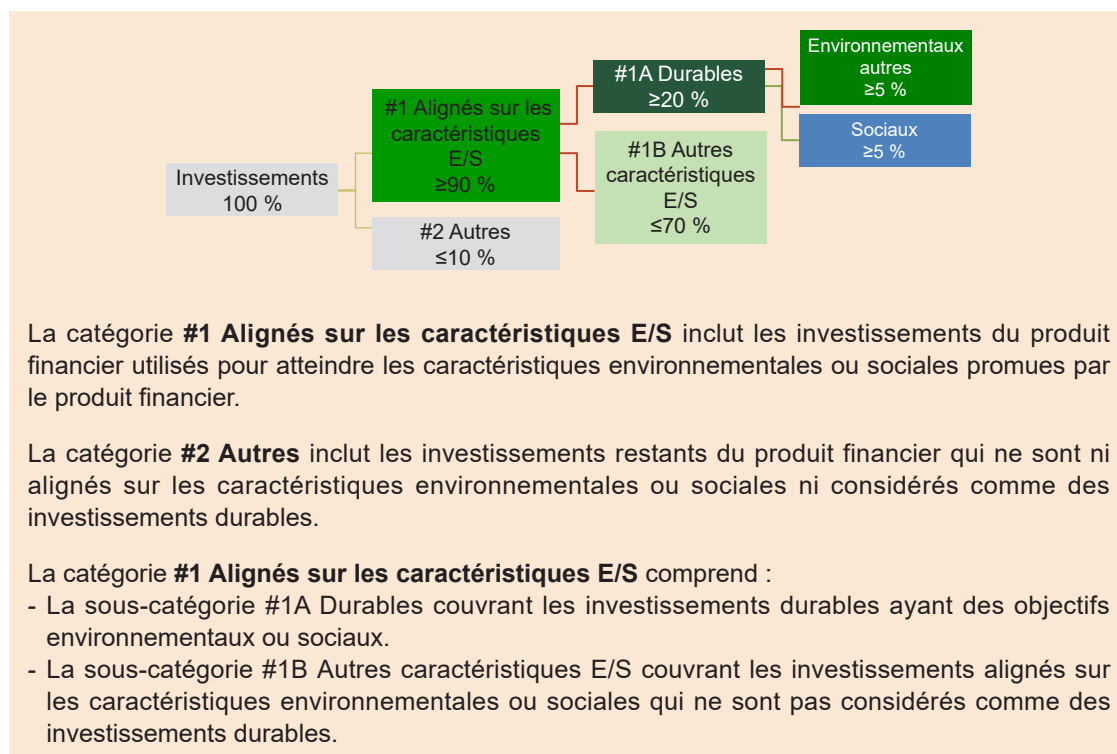 Environnementaux
autres
≥5 %
#1A Durables
≥20 %
#1 Alignés sur les
caractéristiques
E/S
≥90 %
Sociaux
≥5 %
#1B Autres
caractéristiques
E/S
≤70 %
Investissements
100 %
#2 Autres
≤10 %
La catégorie #1 Alignés sur les caractéristiques E/S inclut les investissements du produit
financier utilisés pour atteindre les caractéristiques environnementales ou sociales promues par
le produit financier.
La catégorie #2 Autres inclut les investissements restants du produit financier qui ne sont ni
alignés sur les caractéristiques environnementales ou sociales ni considérés comme des
investissements durables.
La catégorie #1 Alignés sur les caractéristiques E/S comprend :
- La sous-catégorie #1A Durables couvrant les investissements durables ayant des objectifs
environnementaux ou sociaux.
- La sous-catégorie #1B Autres caractéristiques E/S couvrant les investissements alignés sur
les caractéristiques environnementales ou sociales qui ne sont pas considérés comme des
investissements durables.